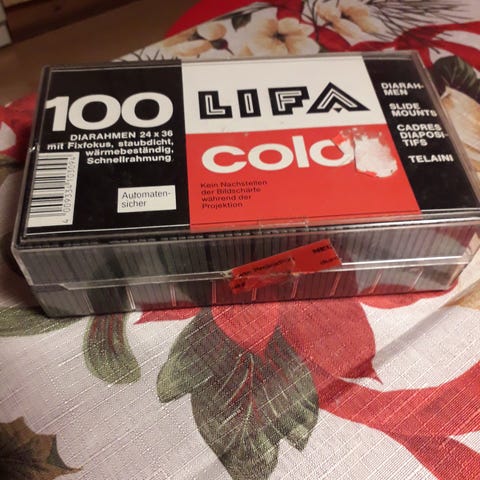 100
DIARAHMEN 24 x 36
mit Fixfokus, staubdicht,
wärmebeständig,
Schnellrahmung
Automaten-
sicher
LIFA
colo
Kein Nachstellen
der Bildschärfe
während der
Projektion
DIARAH-
MEN
SLIDE
MOUNTS
CADRES
DIAPOSI-
TIFS
TELAINI